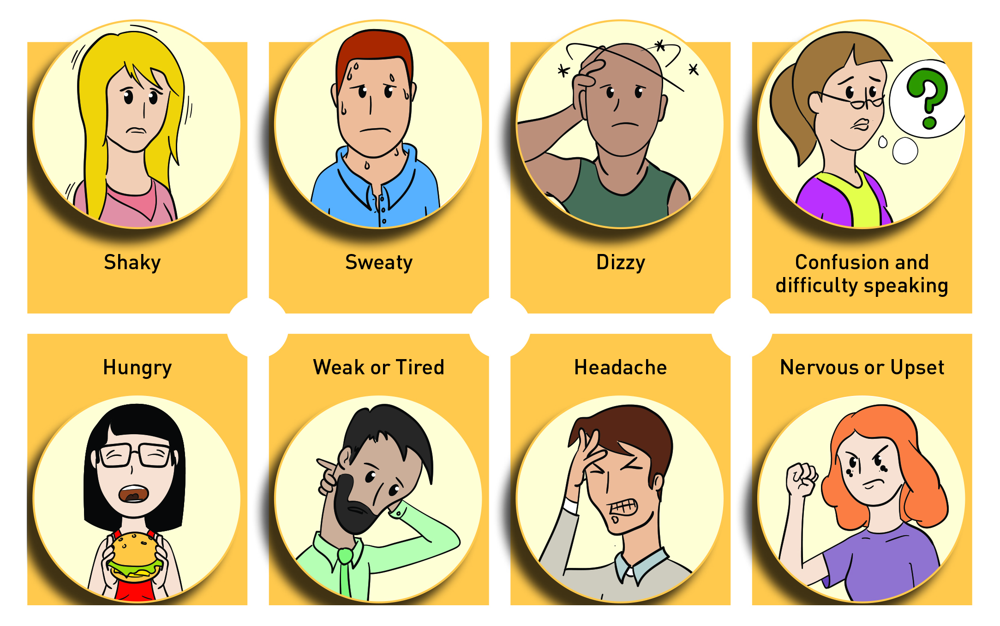 Shaky
Sweaty
Dizzy
Confusion and
difficulty speaking
Hungry
Weak or Tired
Headache
Nervous or Upset